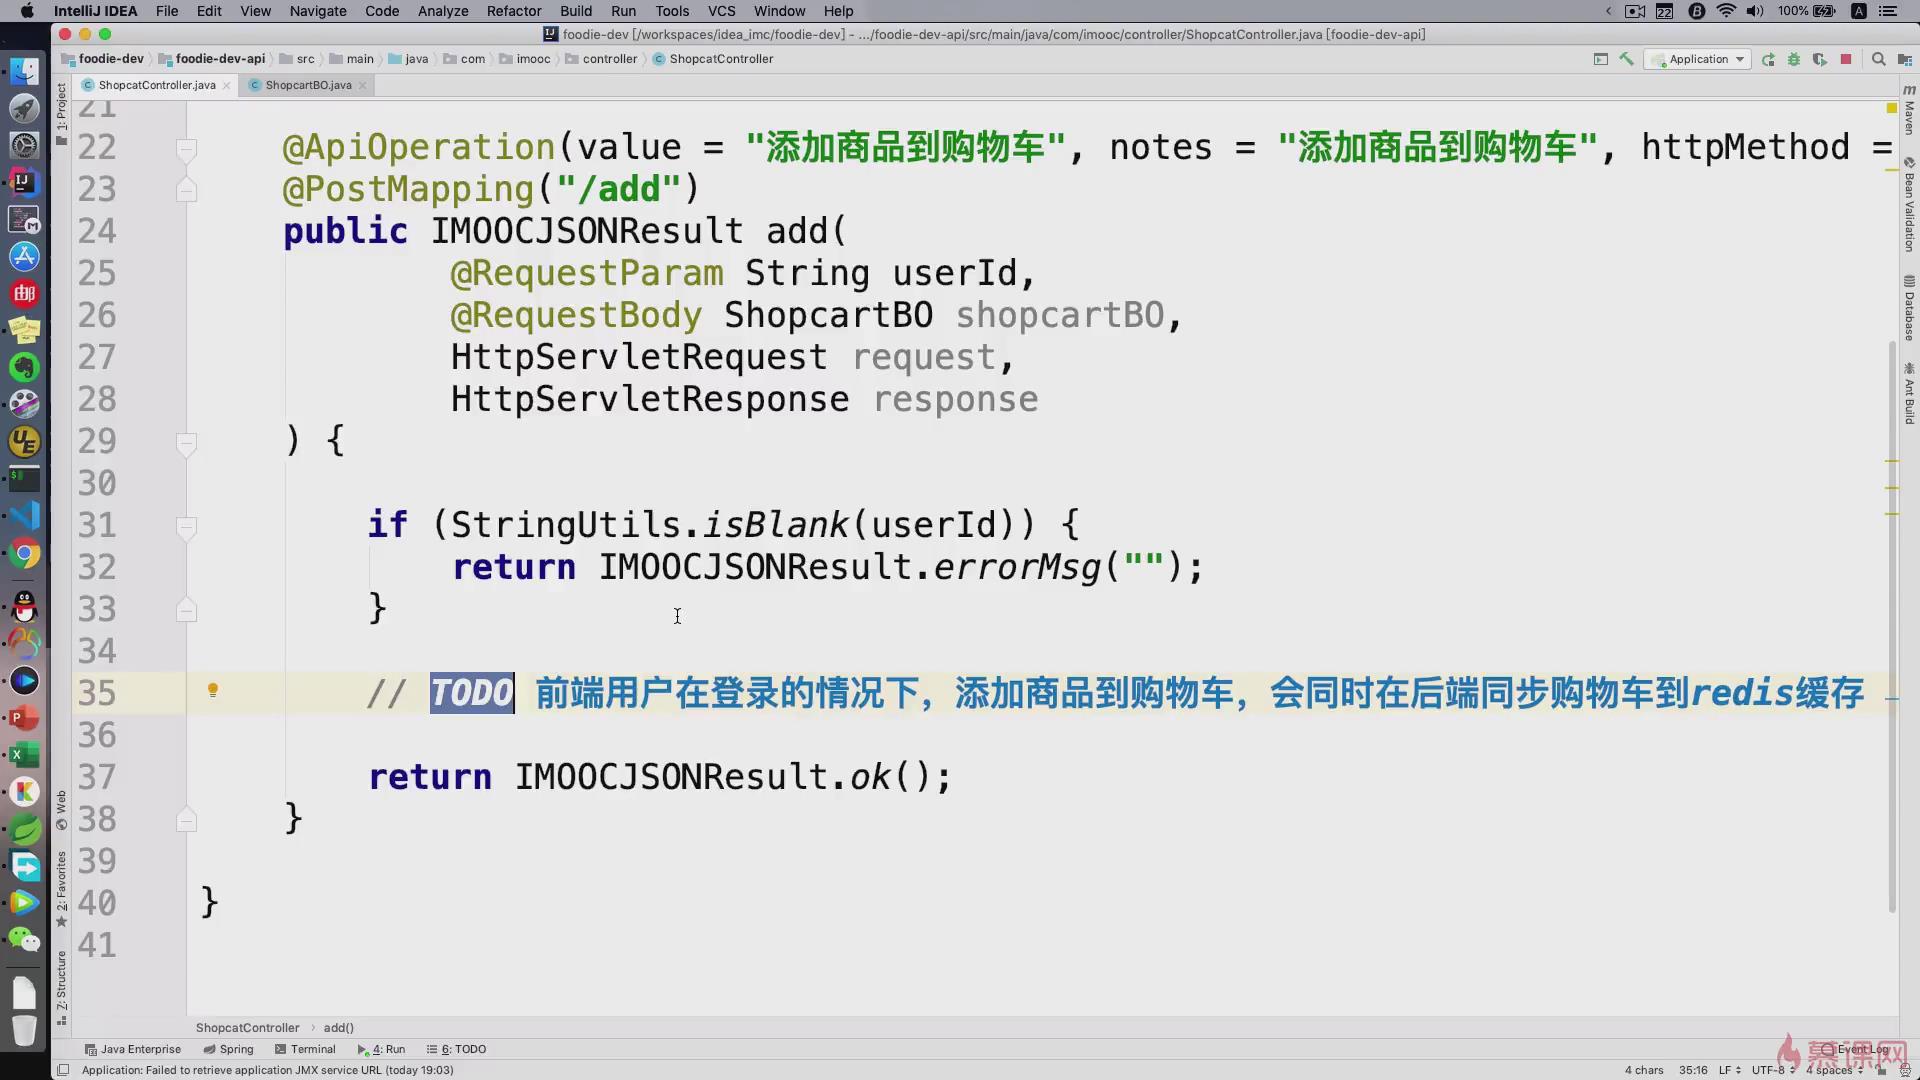 IntelliJ IDEA File Edit View Navigate Code Analyze Refactor Build Run Tools VCS Window Help 22 100% A
foodie-dev [/workspaces/idea_imc/foodie-dev] - .../foodie-dev-api/src/main/java/com/imooc/controller/ShopcatController.java [foodie-dev-api]
foodie-dev foodie-dev-api src main java com imooc controller ShopcatController Application
ShopcatController.java ShopcartBO.java
1: Project
Maven
Bean Validation
Database
Ant Build
21
22 @ApiOperation(value = "添加商品到购物车", notes = "添加商品到购物车", httpMethod =
23 @PostMapping("/add")
24 public IMOOCJSONResult add(
25 @RequestParam String userId,
26 @RequestBody ShopcartBO shopcartBO,
27 HttpServletRequest request,
28 HttpServletResponse response
29 ) {
30
31 if (StringUtils.isBlank(userId)) {
32 return IMOOCJSONResult.errorMsg("");
33 }
34
35 // TODO 前端用户在登录的情况下，添加商品到购物车，会同时在后端同步购物车到redis缓存
36
37 return IMOOCJSONResult.ok();
38 }
39
40 }
41
Web
2: Favorites
7: Structure
ShopcatController add()
Java Enterprise Spring Terminal 4: Run 6: TODO Event Log
慕课网
Application: Failed to retrieve application JMX service URL (today 19:03) 4 chars 35:16 LF UTF-8 4 spaces